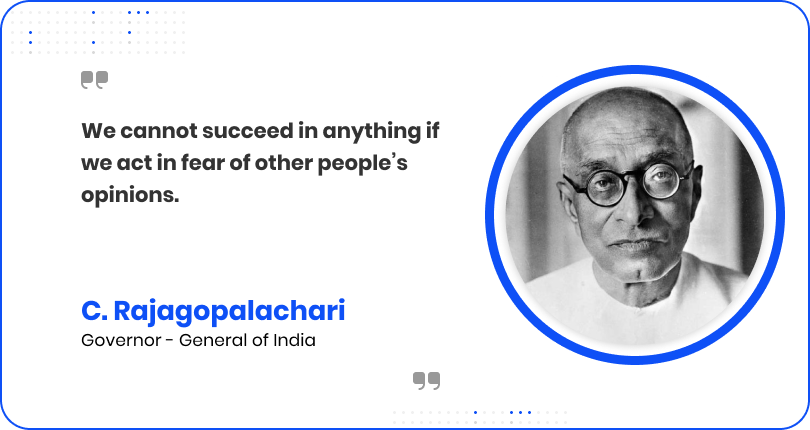 We cannot succeed in anything if
we act in fear of other people’s
opinions.
C. Rajagopalachari
Governor - General of India